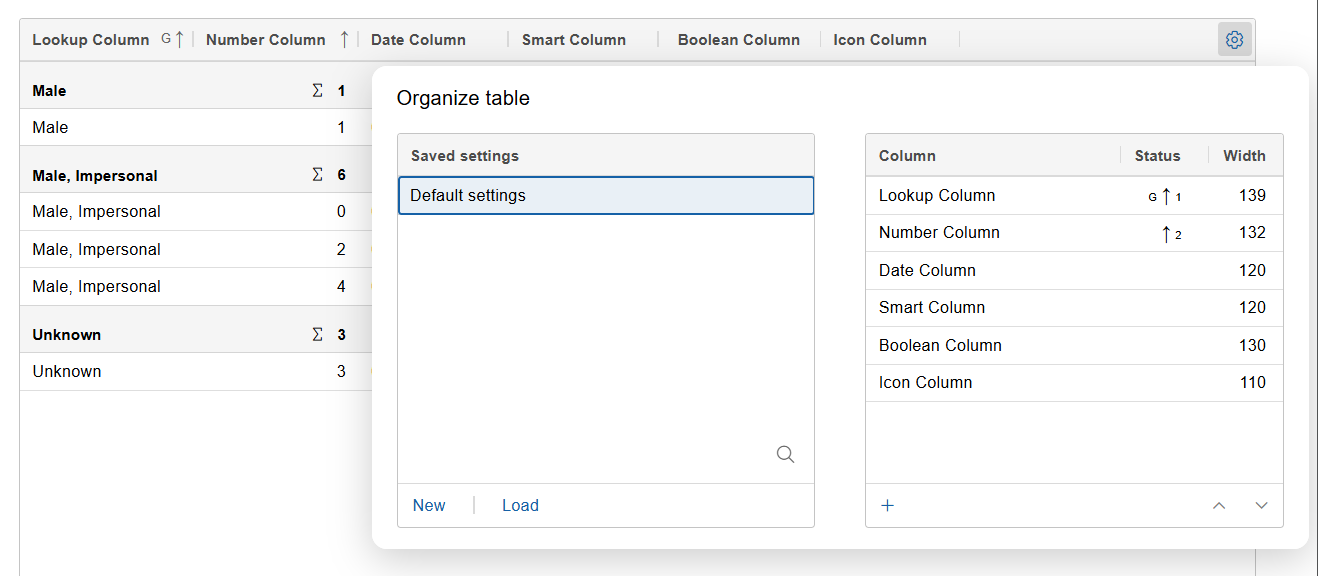 Lookup Column G ↑ Number Column ↑ Date Column Smart Column Boolean Column Icon Column
Male Σ 1
Male 1
Male, Impersonal Σ 6
Male, Impersonal 0
Male, Impersonal 2
Male, Impersonal 4
Unknown Σ 3
Unknown 3
Organize table
Saved settings
Default settings
New Load
Column Status Width
Lookup Column G ↑ 1 139
Number Column ↑ 2 132
Date Column 120
Smart Column 120
Boolean Column 130
Icon Column 110